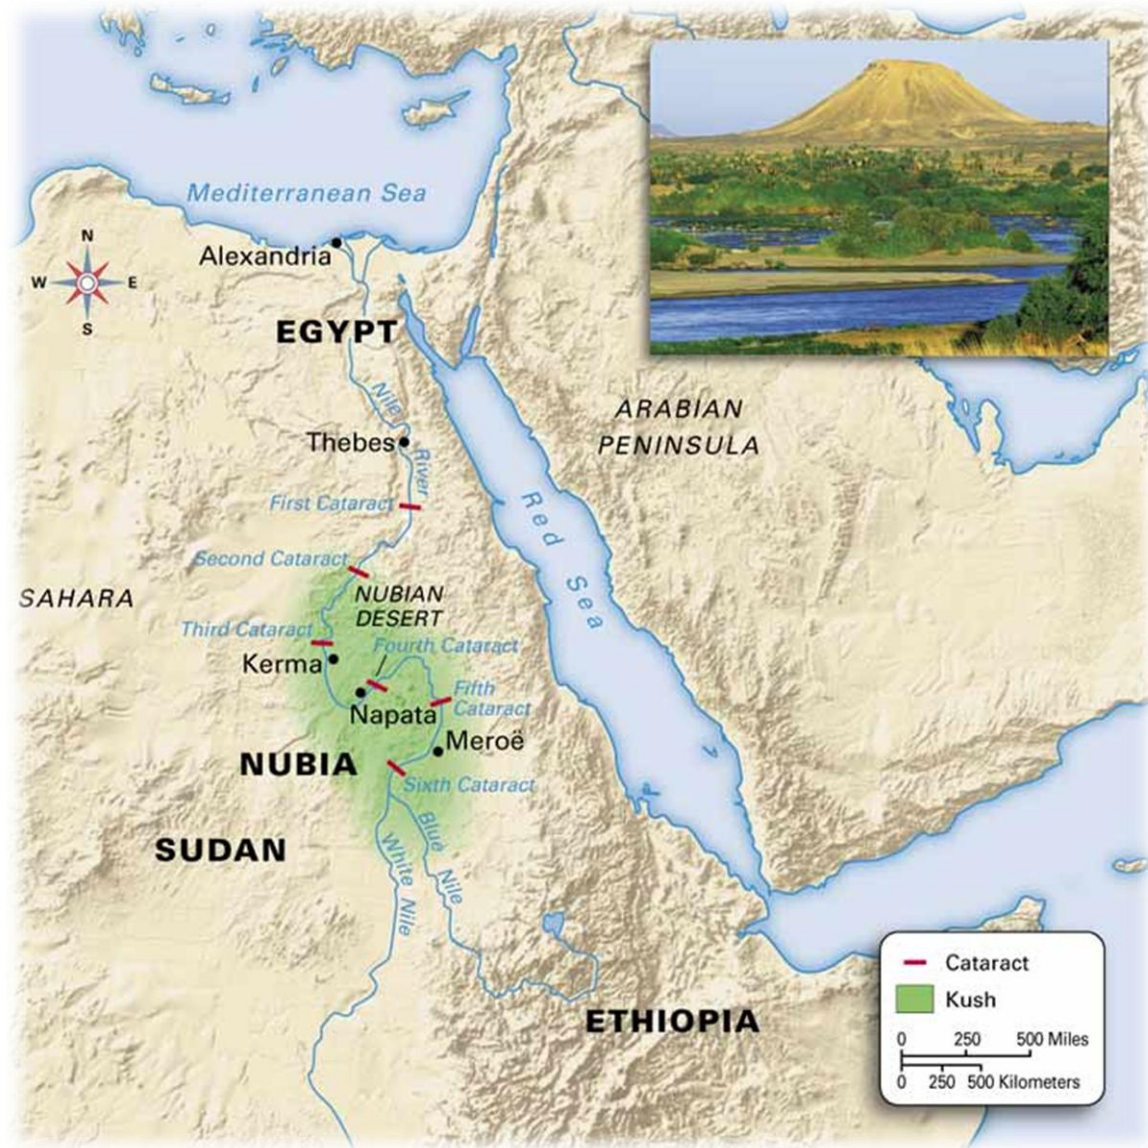 Mediterranean Sea
Alexandria
N
W
E
S
EGYPT
Nile
River
Thebes
ARABIAN
PENINSULA
First Cataract
Red Sea
Second Cataract
SAHARA
NUBIAN
DESERT
Third Cataract
Fourth Cataract
Kerma
Fifth
Cataract
Napata
Meroë
NUBIA
Sixth Cataract
SUDAN
Blue Nile
White Nile
ETHIOPIA
Cataract
Kush
0 250 500 Miles
0 250 500 Kilometers